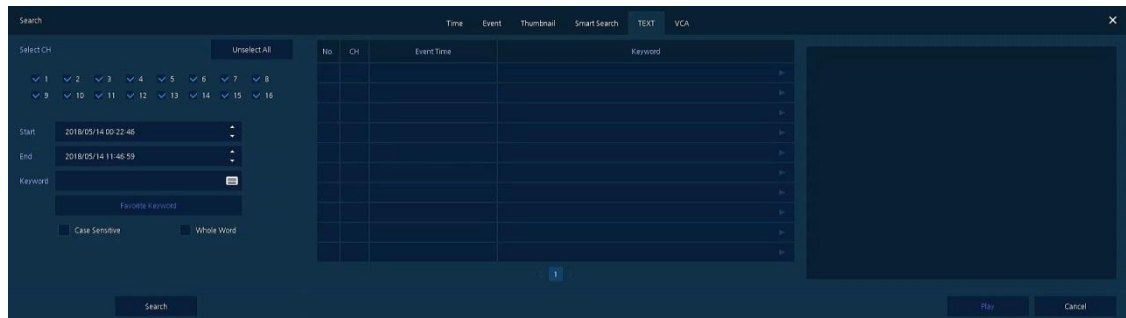 Search
Time Event Thumbnail Smart Search TEXT VCA
Select CH Unselect All
1 2 3 4 5 6 7 8
9 10 11 12 13 14 15 16
Start 2018/05/14 00:22:46
End 2018/05/14 11:46:59
Keyword
Favorite Keyword
Case Sensitive Whole Word
Search
No. CH Event Time Keyword
1
Play Cancel